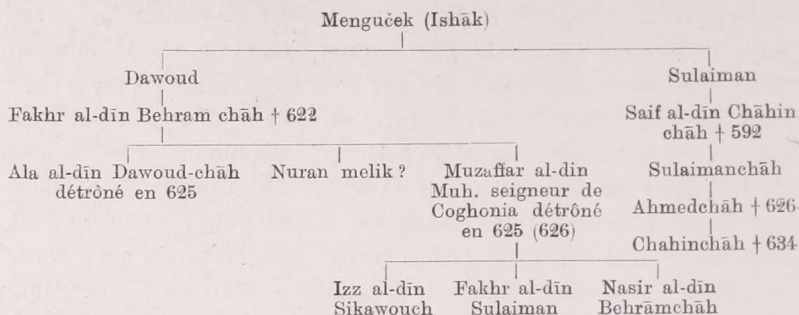 Menguček (Ishāk)
Dawoud Sulaiman
Fakhr al-dīn Behram chāh † 622 Saif al-dīn Chāhin
chāh † 592
Ala al-dīn Dawoud-chāh Nuran melik ? Muzaffar al-din Sulaimanchāh
détrôné en 625 Muh. seigneur de
Coghonia détrôné Ahmedchāh † 626
en 625 (626) Chahinchāh † 634
Izz al-dīn Fakhr al-dīn Nasir al-dīn
Sikawouch Sulaiman Behrāmchāh